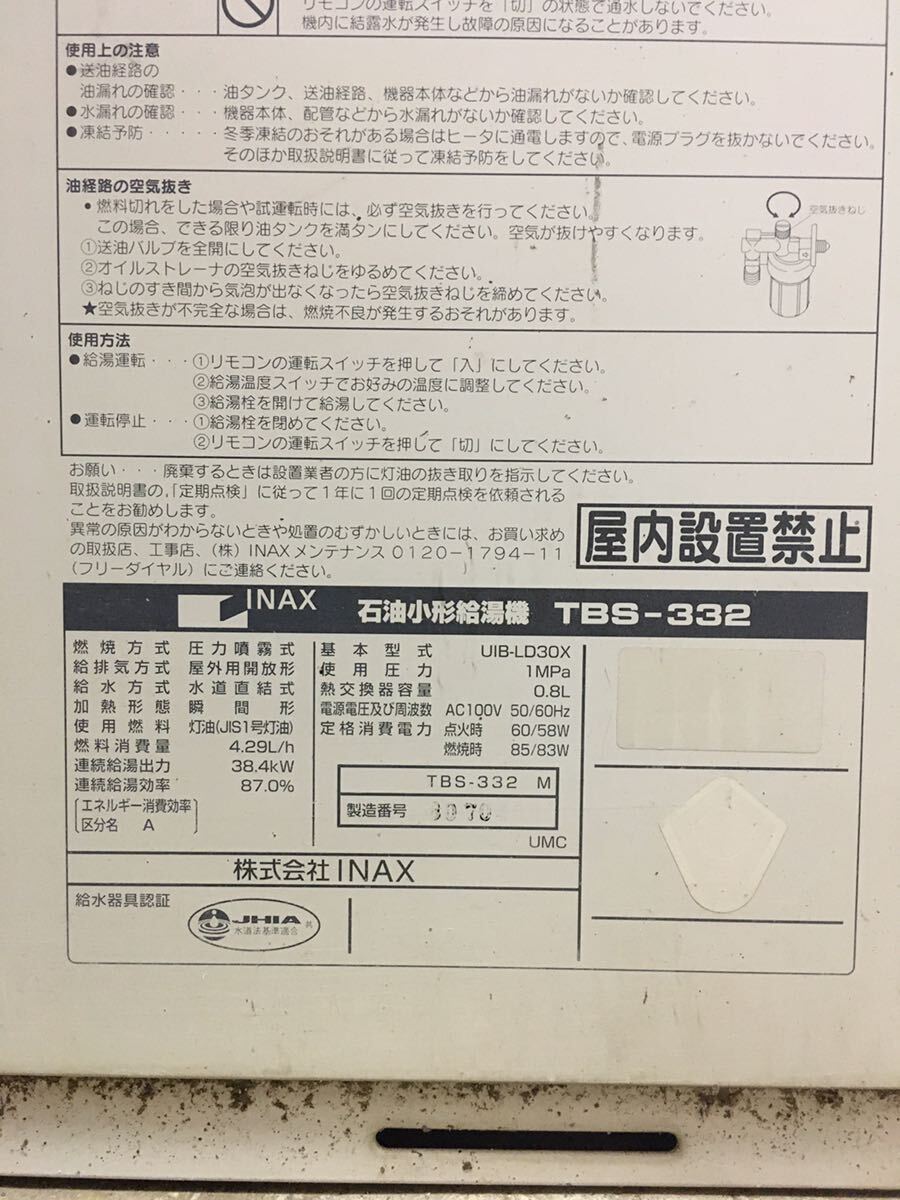 リモコンの運転スイッチを「切」の状態で通水しないでください。
機内に結露水が発生し故障の原因になることがあります。
使用上の注意
●送油経路の
油漏れの確認・・・油タンク、送油経路、機器本体などから油漏れがないか確認してください。
●水漏れの確認・・・機器本体、配管などから水漏れがないか確認してください。
●凍結予防・・・・・冬季凍結のおそれがある場合はヒータに通電しますので、電源プラグを抜かないでください。
そのほか取扱説明書に従って凍結予防をしてください。
油経路の空気抜き
・燃料切れをした場合や試運転時には、必ず空気抜きを行ってください。
この場合、できる限り油タンクを満タンにしてください。空気が抜けやすくなります。
①送油バルブを全開にしてください。
②オイルストレーナの空気抜きねじをゆるめてください。
③ねじのすき間から気泡が出なくなったら空気抜きねじを締めてください。
★空気抜きが不完全な場合は、燃焼不良が発生するおそれがあります。
空気抜きねじ
使用方法
●給湯運転・・・①リモコンの運転スイッチを押して「入」にしてください。
②給湯温度スイッチでお好みの温度に調整してください。
③給湯栓を開けて給湯してください。
●運転停止・・・①給湯栓を閉めてください。
②リモコンの運転スイッチを押して「切」にしてください。
お願い・・・廃棄するときは設置業者の方に灯油の抜き取りを指示してください。
取扱説明書の、「定期点検」に従って1年に1回の定期点検を依頼される
ことをお勧めします。
異常の原因がわからないときや処置のむずかしいときには、お買い求め
の取扱店、工事店、(株)INAXメンテナンス0120-1794-11
(フリーダイヤル)にご連絡ください。
屋内設置禁止
INAX 石油小形給湯機 TBS-332
燃焼方式 圧力噴霧式
給排気方式 屋外用開放形
給水方式 水道直結式
加熱形態 瞬間形
使用燃料 灯油(JIS1号灯油)
燃料消費量 4.29L/h
連続給湯出力 38.4kW
連続給湯効率 87.0%
エネルギー消費効率
区分名 A
基本型式 UIB-LD30X
使用圧力 1MPa
熱交換器容量 0.8L
電源電圧及び周波数 AC100V 50/60Hz
定格消費電力 点火時 60/58W
燃焼時 85/83W
TBS-332 M
製造番号
UMC
株式会社INAX
給水器具認証
JHIA
水道法基準適合